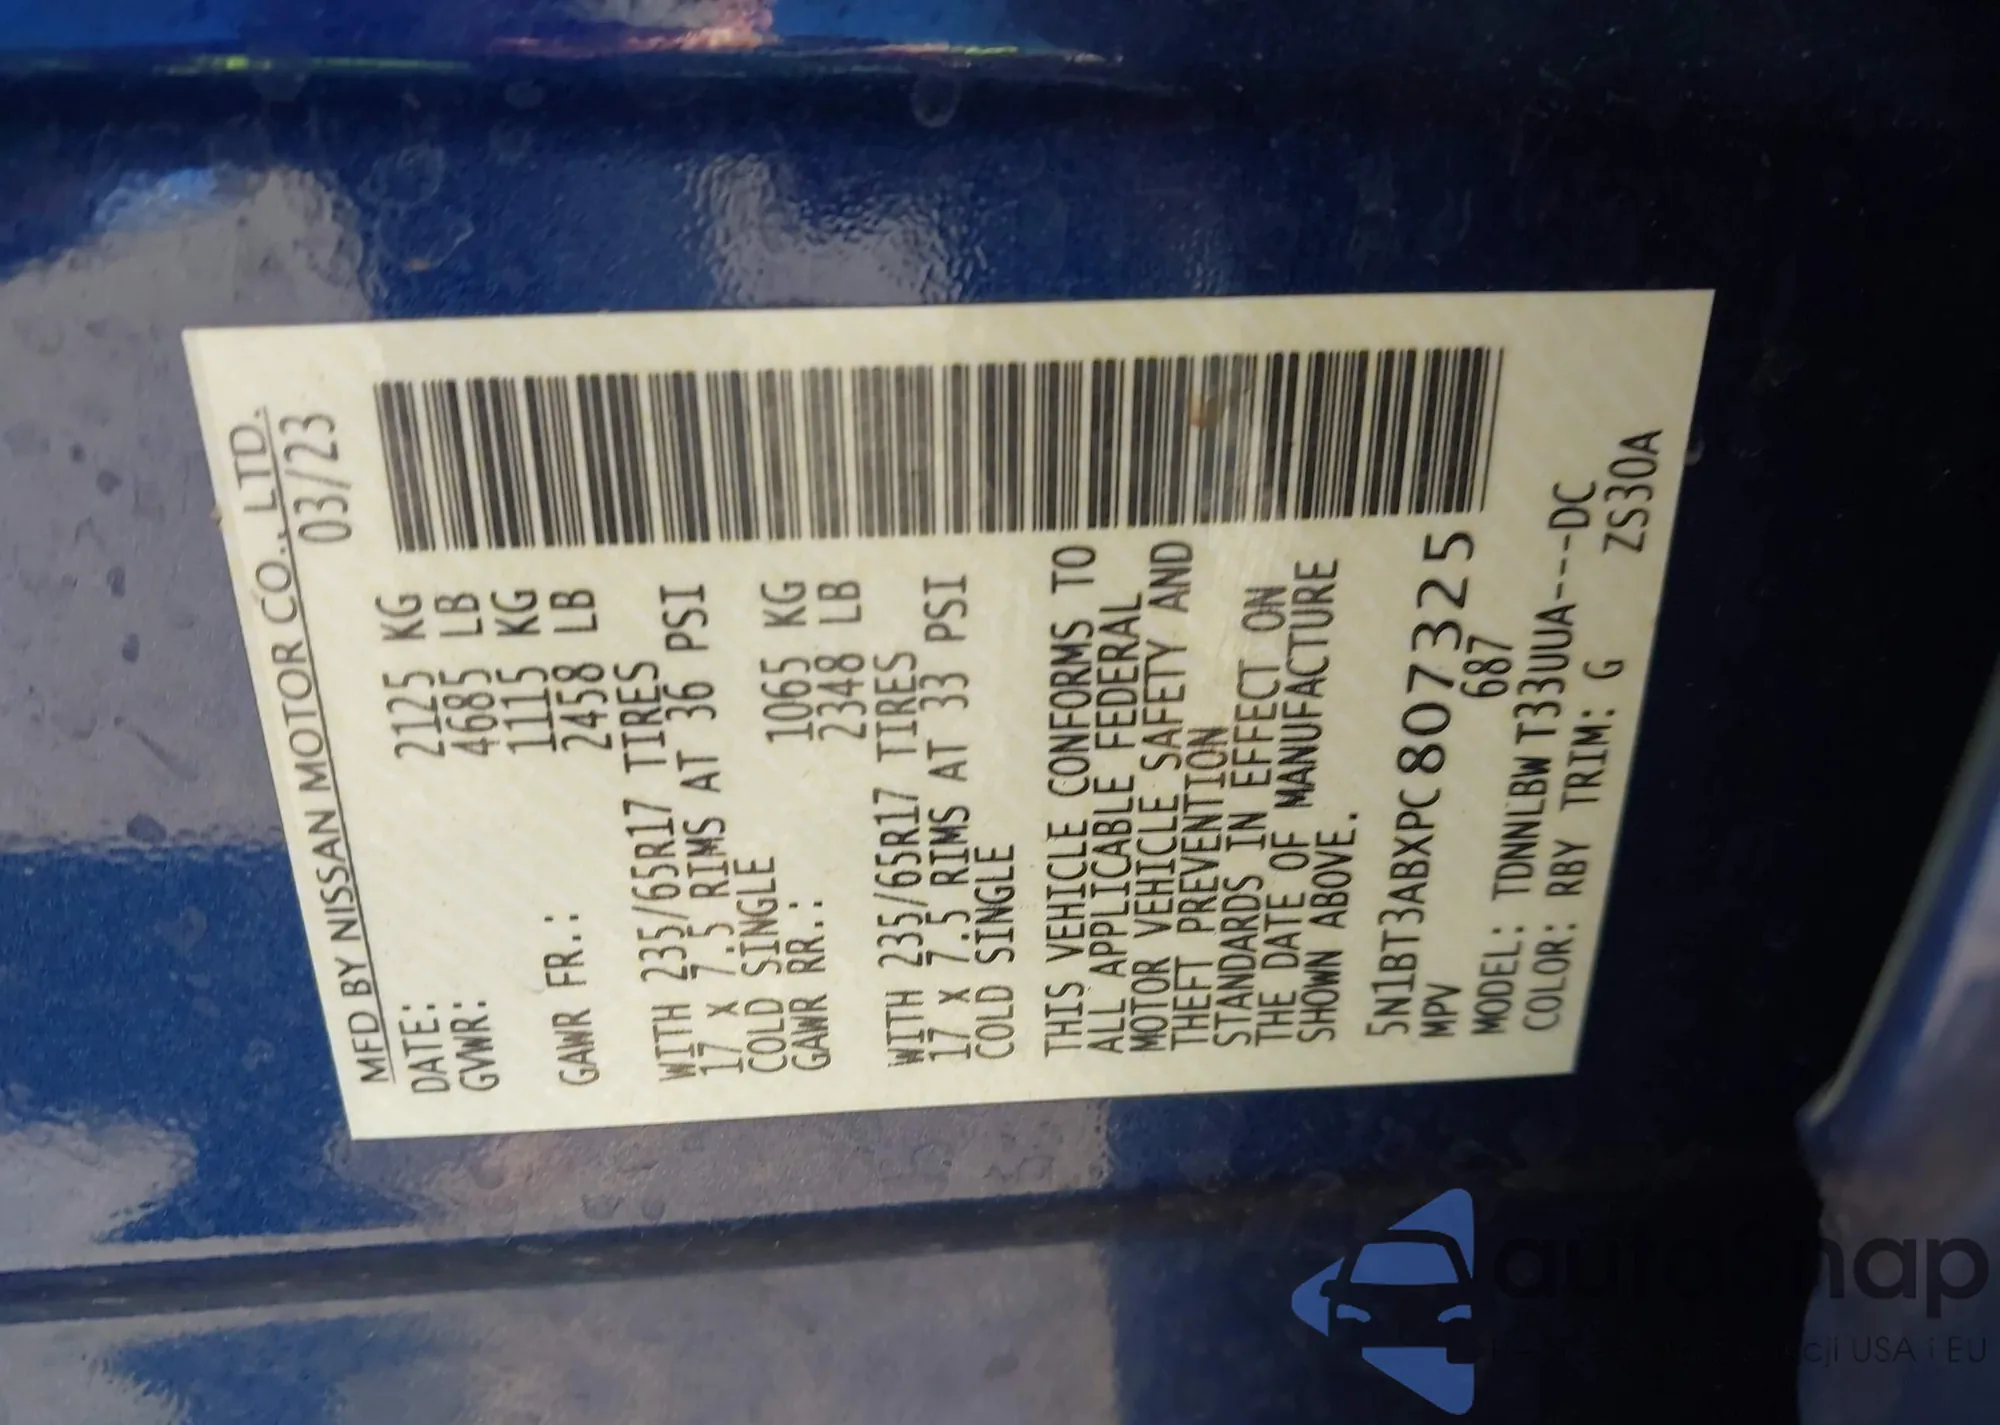 MFD BY NISSAN MOTOR CO., LTD.
DATE: 03/23
GVWR: 2125 KG
4685 LB
GAWR FR.: 1115 KG
2458 LB
WITH 235/65R17 TIRES
17 X 7.5 RIMS AT 36 PSI
COLD SINGLE
GAWR RR.: 1065 KG
2348 LB
WITH 235/65R17 TIRES
17 X 7.5 RIMS AT 33 PSI
COLD SINGLE
THIS VEHICLE CONFORMS TO
ALL APPLICABLE FEDERAL
MOTOR VEHICLE SAFETY AND
THEFT PREVENTION
STANDARDS IN EFFECT ON
THE DATE OF MANUFACTURE
SHOWN ABOVE.
5N1BT3ABXPC807325
MPV 687
MODEL: TDNNLBW T33UUA---DC
COLOR: RBY TRIM: G ZS30A
USA i EU